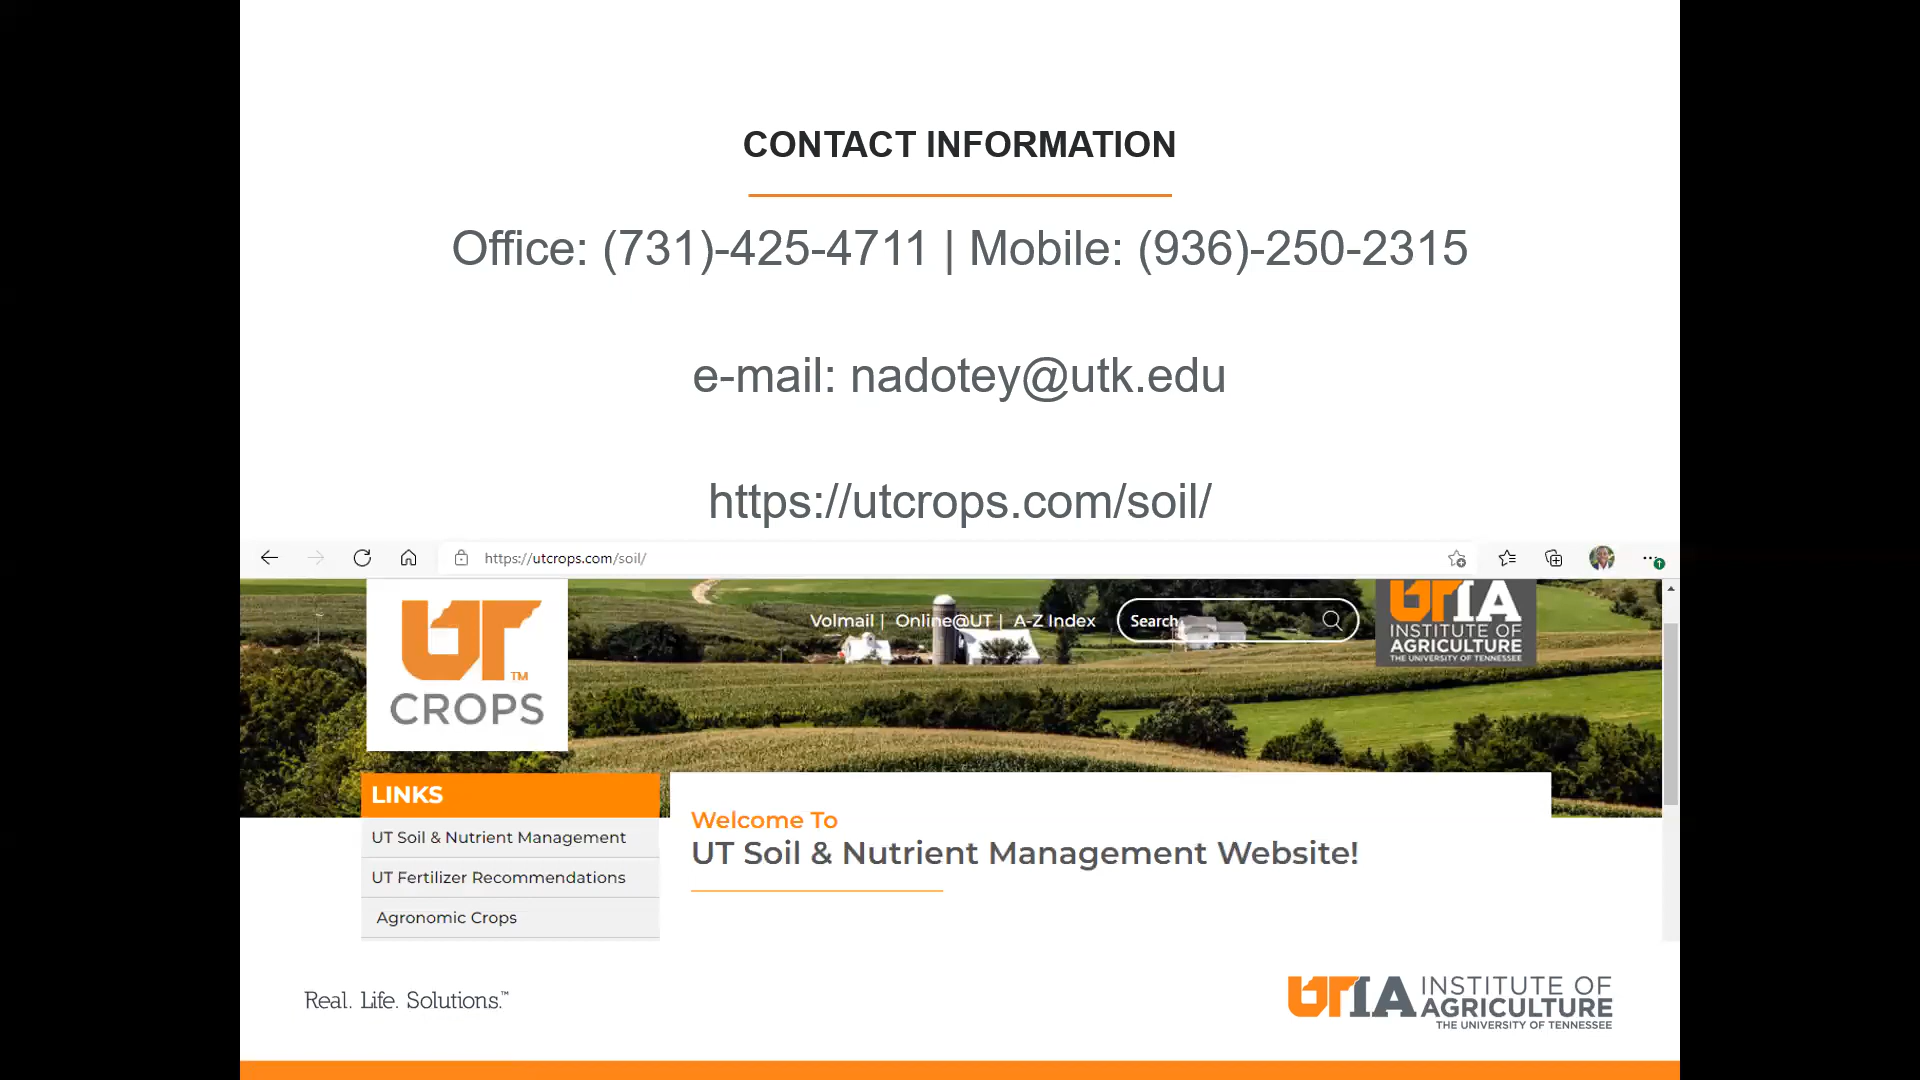 CONTACT INFORMATION
Office: (731)-425-4711 | Mobile: (936)-250-2315
e-mail: nadotey@utk.edu
https://utcrops.com/soil/
https://utcrops.com/soil/
Volmail | Online@UT | A-Z Index Search
UT TM
CROPS
UTIA
INSTITUTE OF
AGRICULTURE
THE UNIVERSITY OF TENNESSEE
LINKS
UT Soil & Nutrient Management
UT Fertilizer Recommendations
Agronomic Crops
Welcome To
UT Soil & Nutrient Management Website!
Real. Life. Solutions.™
UTIA INSTITUTE OF
AGRICULTURE
THE UNIVERSITY OF TENNESSEE